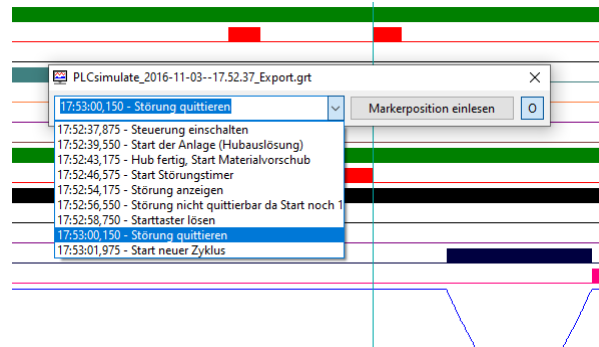 PLCsimulate_2016-11-03--17.52.37_Export.grt
17:53:00,150 - Störung quittieren
Markerposition einlesen
O
17:52:37,875 - Steuerung einschalten
17:52:39,550 - Start der Anlage (Hubauslösung)
17:52:43,175 - Hub fertig, Start Materialvorschub
17:52:46,575 - Start Störungstimer
17:52:54,175 - Störung anzeigen
17:52:56,550 - Störung nicht quittierbar da Start noch 1
17:52:58,750 - Starttaster lösen
17:53:00,150 - Störung quittieren
17:53:01,975 - Start neuer Zyklus